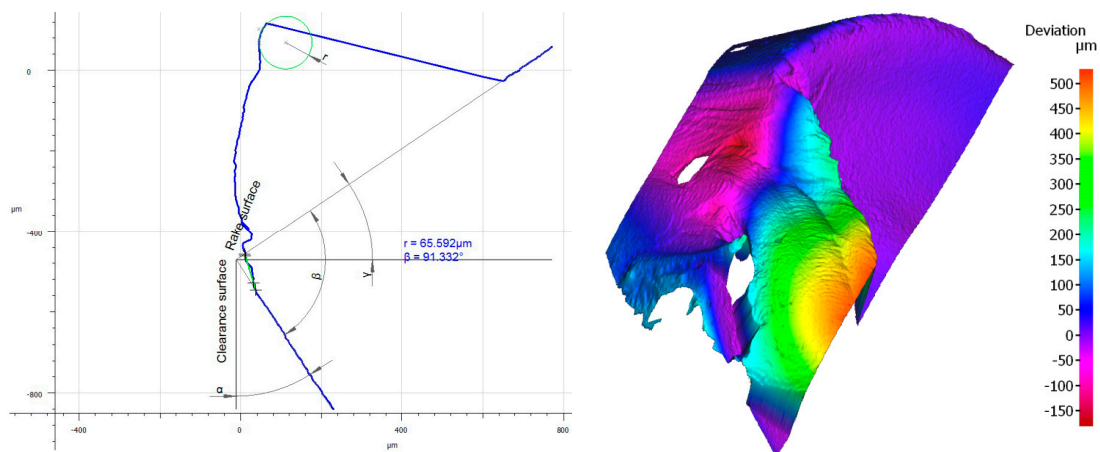 0
-400
-800
µm
-400
0
400
800
µm
r
Rake surface
Clearance surface
r = 65.592µm
β = 91.332°
β
γ
α
Deviation
µm
500
450
400
350
300
250
200
150
100
50
0
-50
-100
-150